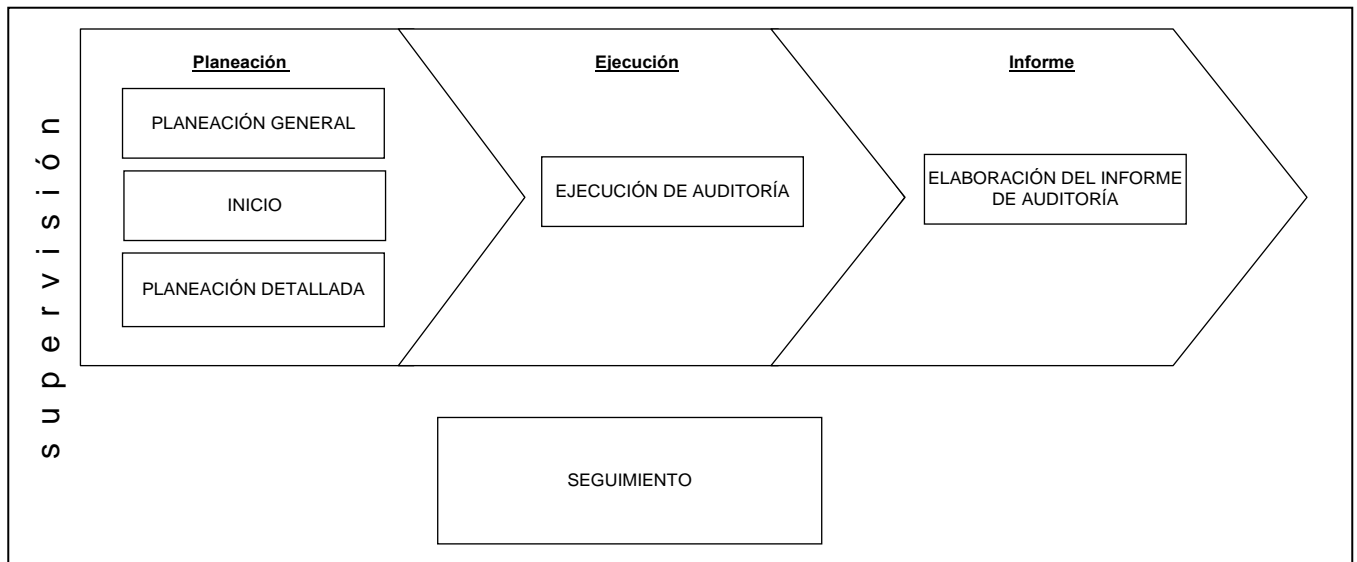 supervisión
Planeación
PLANEACIÓN GENERAL
INICIO
PLANEACIÓN DETALLADA
Ejecución
EJECUCIÓN DE AUDITORÍA
Informe
ELABORACIÓN DEL INFORME
DE AUDITORÍA
SEGUIMIENTO